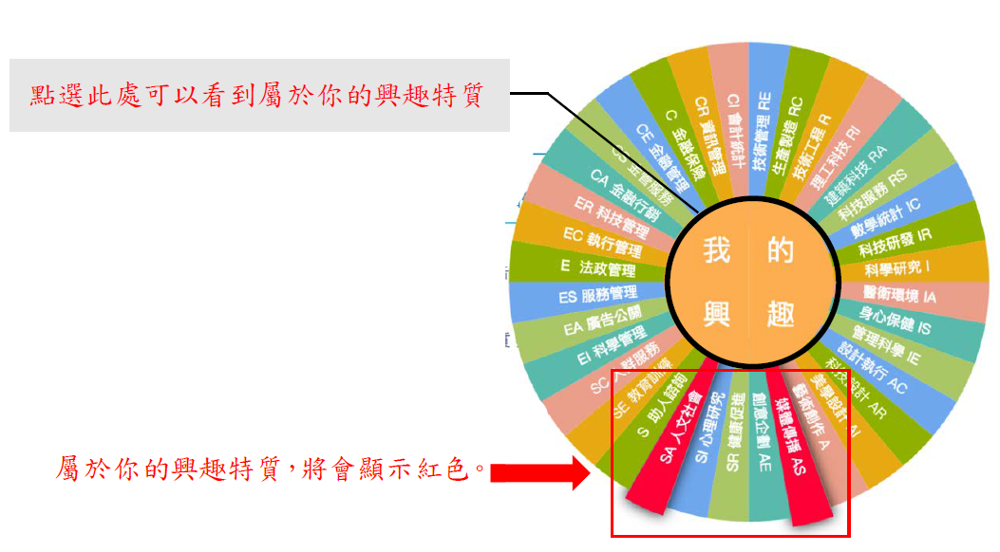 點選此處可以看到屬於你的興趣特質
我的
興趣
技術管理 RE
生產製造 RC
技術工程 R
理工科技 RI
建築科技 RA
科技服務 RS
數學統計 IC
科技研發 IR
科學研究 I
醫衛環境 IA
身心保健 IS
管理科學 IE
設計執行 AC
科技設計 AR
美學設計 AI
藝術創作 A
媒體傳播 AS
創意企劃 AE
SR 健康促進
SI 心理研究
SA 人文社會
S 助人諮詢
SE 教育訓練
SC 人群服務
EI 科學管理
EA 廣告公關
ES 服務管理
E 法政管理
EC 執行管理
ER 科技管理
CA 金融行銷
CS 金管服務
CE 金融管理
C 金融保險
CR 資訊管理
CI 會計統計
屬於你的興趣特質，將會顯示紅色。